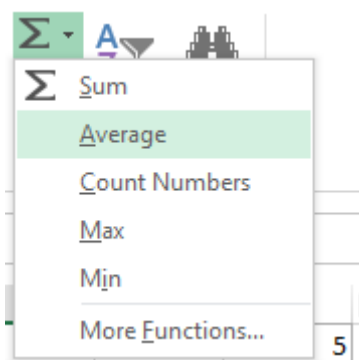 Σ A
Z
Σ Sum
Average
Count Numbers
Max
Min
More Functions...
5